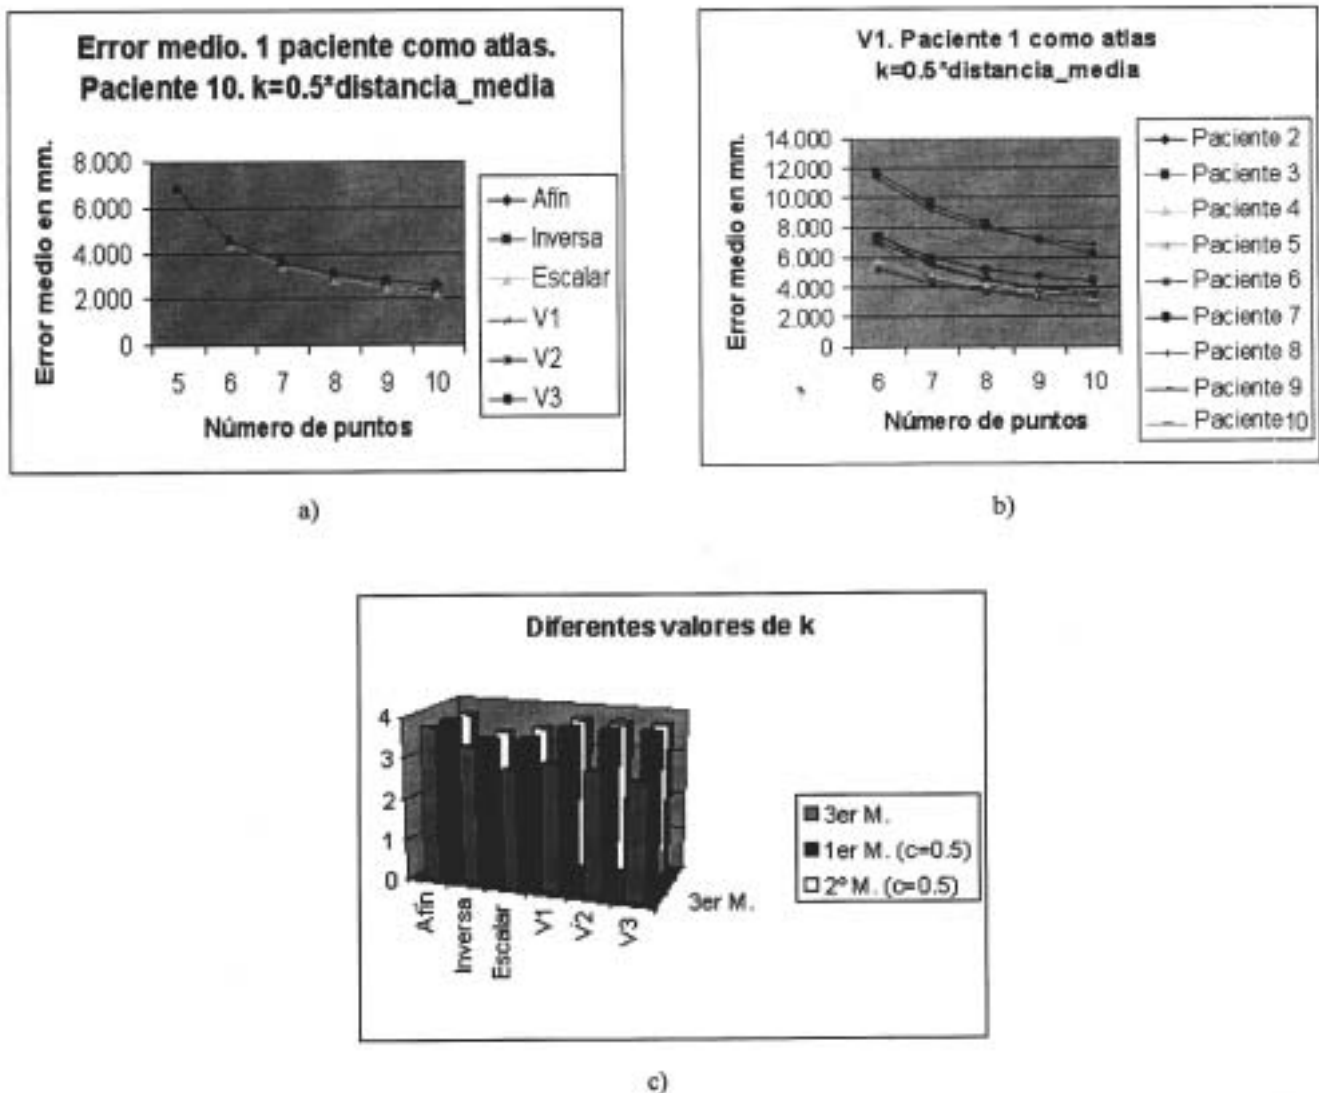 Error medio. 1 paciente como atlas.
Paciente 10. k=0.5*distancia_media
Error medio en mm.
8.000
6.000
4.000
2.000
0
5 6 7 8 9 10
Número de puntos
Afín
Inversa
Escalar
V1
V2
V3
a)
V1. Paciente 1 como atlas
k=0.5*distancia_media
Error medio en mm.
14.000
12.000
10.000
8.000
6.000
4.000
2.000
0
6 7 8 9 10
Número de puntos
Paciente 2
Paciente 3
Paciente 4
Paciente 5
Paciente 6
Paciente 7
Paciente 8
Paciente 9
Paciente 10
b)
Diferentes valores de k
4
3
2
1
0
Afín
Inversa
Escalar
V1
V2
V3
3er M.
3er M.
1er M. (c=0.5)
2º M. (c=0.5)
c)